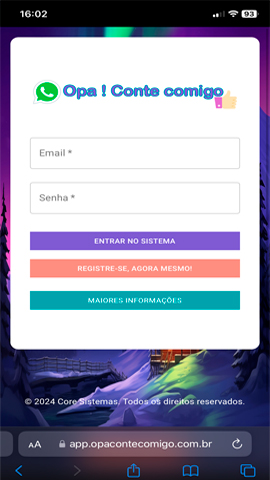 16:02
93
Opa ! Conte comigo
Email *
Senha *
ENTRAR NO SISTEMA
REGISTRE-SE, AGORA MESMO!
MAIORES INFORMAÇÕES
© 2024 Core Sistemas. Todos os direitos reservados.
AA app.opacontecomigo.com.br